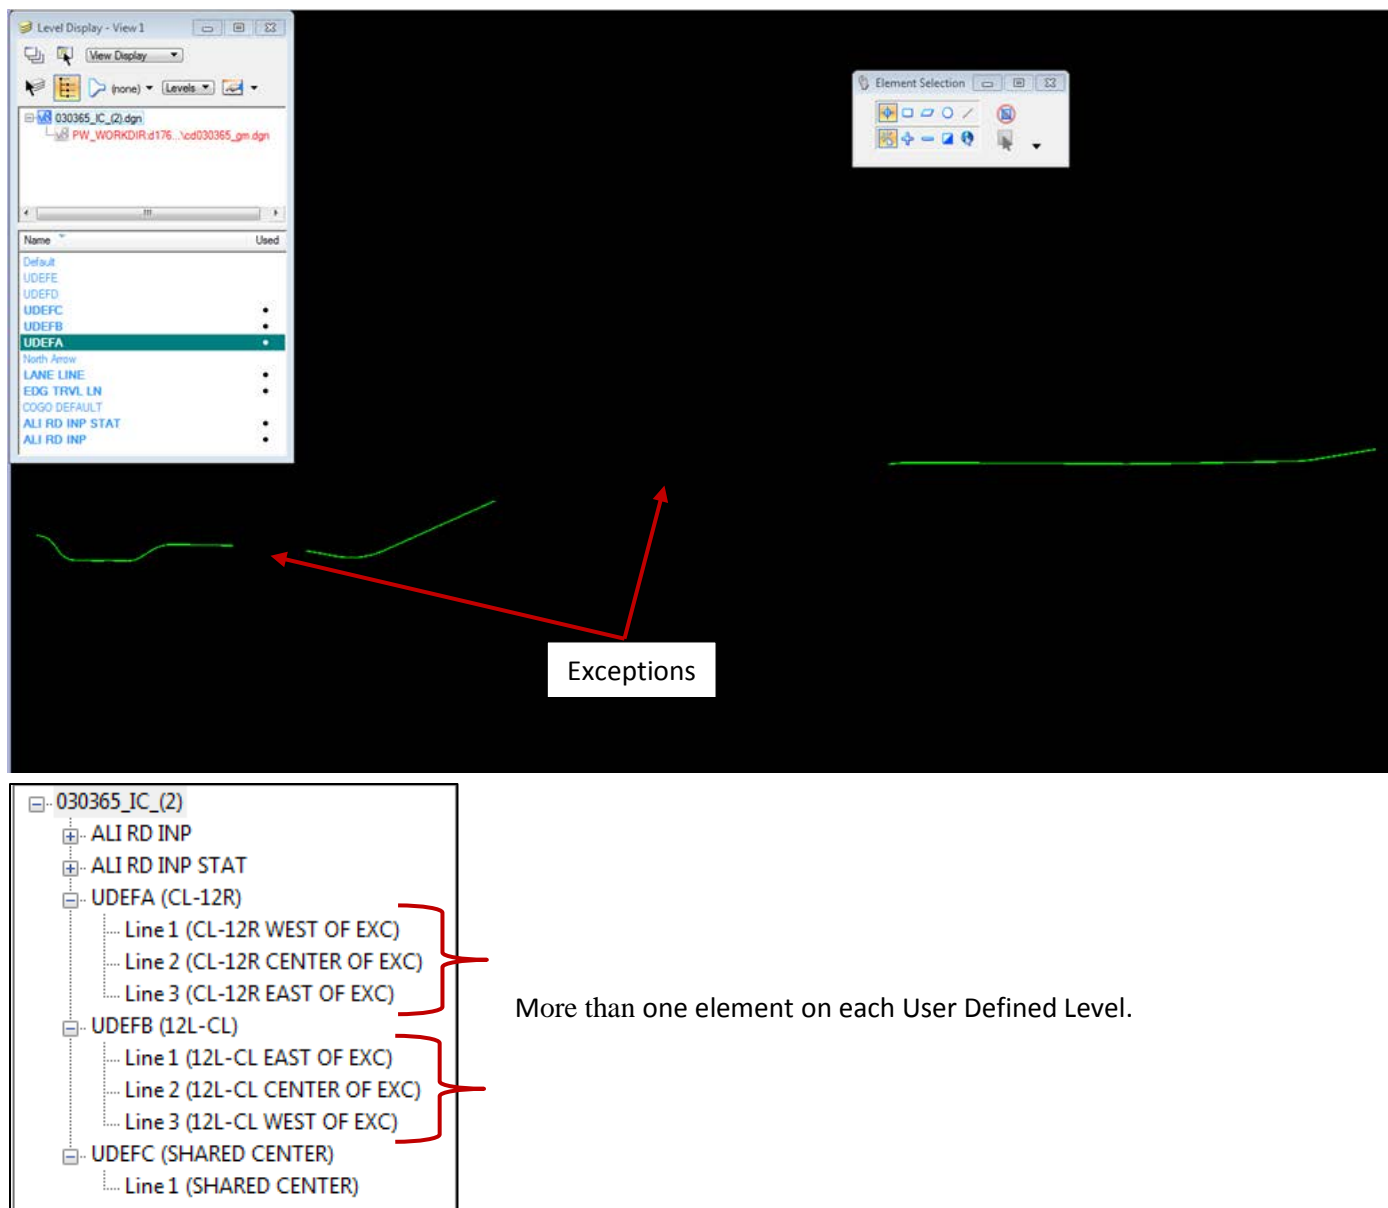 Level Display - View 1
View Display
(none)
Levels
030365_IC_(2).dgn
PW_WORKDIR:d176...\cd030365_gm.dgn
Name Used
Default
UDEFE
UDEFD
UDEFC
UDEFB
UDEFA
North Arrow
LANE LINE
EDG TRVL LN
COGO DEFAULT
ALI RD INP STAT
ALI RD INP
Element Selection
Exceptions
030365_IC_(2)
ALI RD INP
ALI RD INP STAT
UDEFA (CL-12R)
Line 1 (CL-12R WEST OF EXC)
Line 2 (CL-12R CENTER OF EXC)
Line 3 (CL-12R EAST OF EXC)
UDEFB (12L-CL)
Line 1 (12L-CL EAST OF EXC)
Line 2 (12L-CL CENTER OF EXC)
Line 3 (12L-CL WEST OF EXC)
UDEFC (SHARED CENTER)
Line 1 (SHARED CENTER)
More than one element on each User Defined Level.